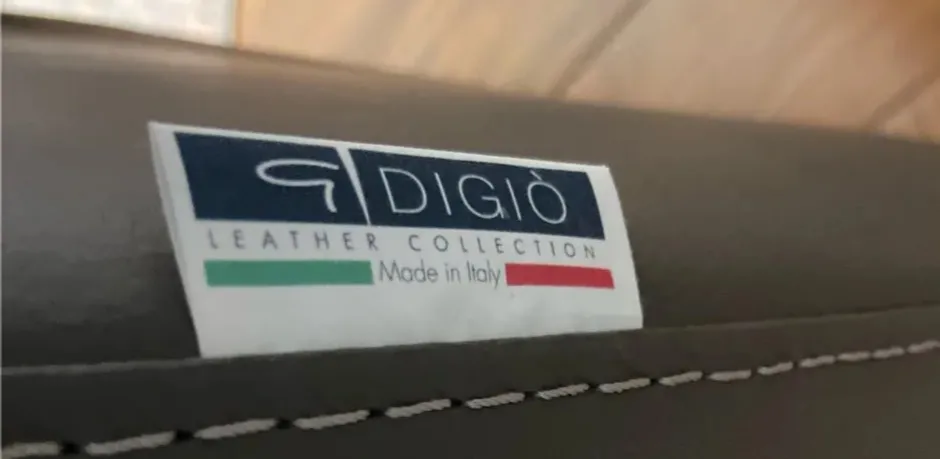 DIGIÒ
LEATHER COLLECTION
Made in Italy